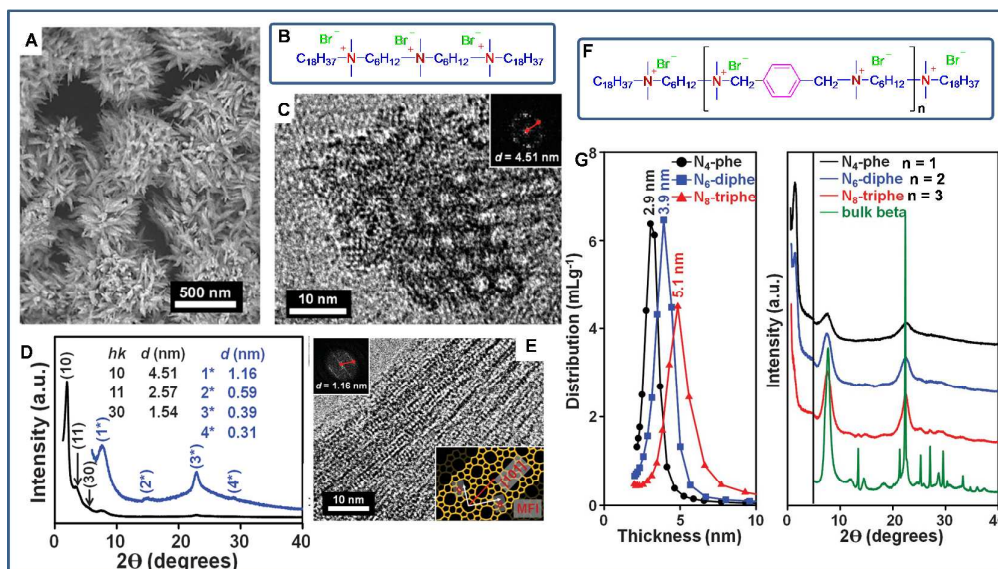 A
500 nm
B
Br⁻ Br⁻ Br⁻
C₁₈H₃₇-N⁺-C₆H₁₂-N⁺-C₆H₁₂-N⁺-C₁₈H₃₇
C
d = 4.51 nm
10 nm
D
hk d (nm) d (nm)
10 4.51 1* 1.16
11 2.57 2* 0.59
30 1.54 3* 0.39
4* 0.31
(10)
(11)
(30)
(1*)
(2*)
(3*)
(4*)
Intensity (a.u.)
0 10 20 30 40
2Θ (degrees)
E
d = 1.16 nm
10 nm
[101]
MFI
F
Br⁻ Br⁻ Br⁻ Br⁻
C₁₈H₃₇-N⁺-C₆H₁₂-[N⁺-CH₂-CH₂-N⁺-C₆H₁₂]n-N⁺-C₁₈H₃₇
G
N₄-phe
N₆-diphe
N₈-triphe
2.9 nm
3.9 nm
5.1 nm
Distribution (mLg⁻¹)
8
6
4
2
0
0 5 10
Thickness (nm)
N₄-phe n = 1
N₆-diphe n = 2
N₈-triphe n = 3
bulk beta
Intensity (a.u.)
0 10 20 30 40
2Θ (degrees)